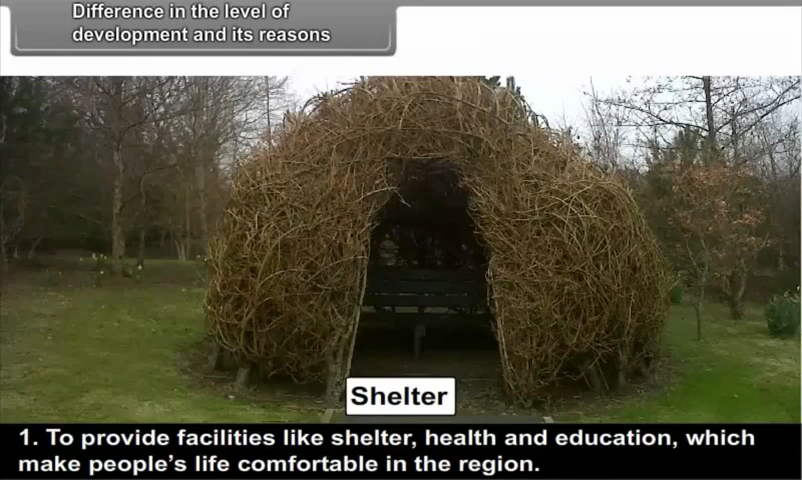 Difference in the level of
development and its reasons
Shelter
1. To provide facilities like shelter, health and education, which
make people's life comfortable in the region.